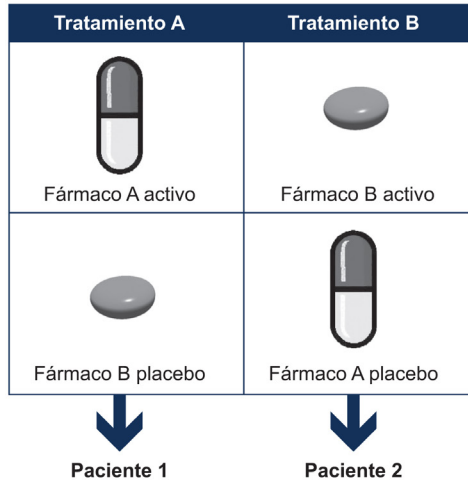 Tratamiento A
Tratamiento B
Fármaco A activo
Fármaco B activo
Fármaco B placebo
Fármaco A placebo
Paciente 1
Paciente 2